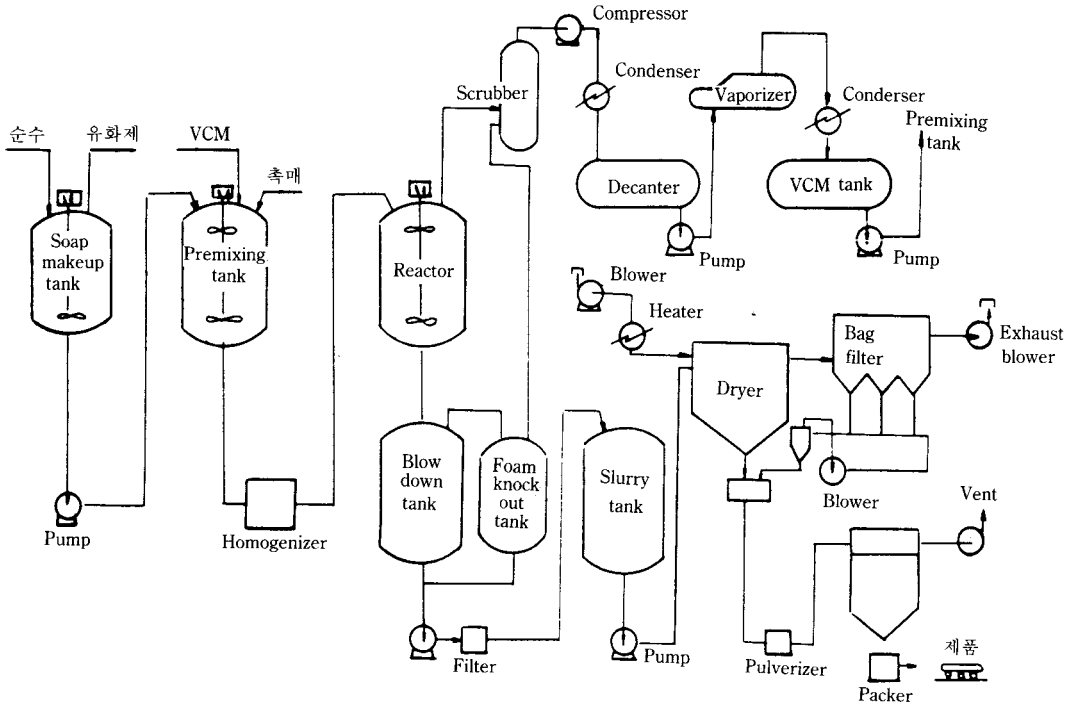 Compressor
Condenser
Scrubber
Vaporizer
Conderser
Premixing
tank
순수
유화제
VCM
촉매
Decanter
VCM tank
Soap
makeup
tank
Premixing
tank
Reactor
Pump
Pump
Blower
Heater
Bag
filter
Exhaust
blower
Dryer
Blow
down
tank
Foam
knock
out
tank
Slurry
tank
Blower
Vent
Pump
Homogenizer
Filter
Pump
Pulverizer
제품
Packer